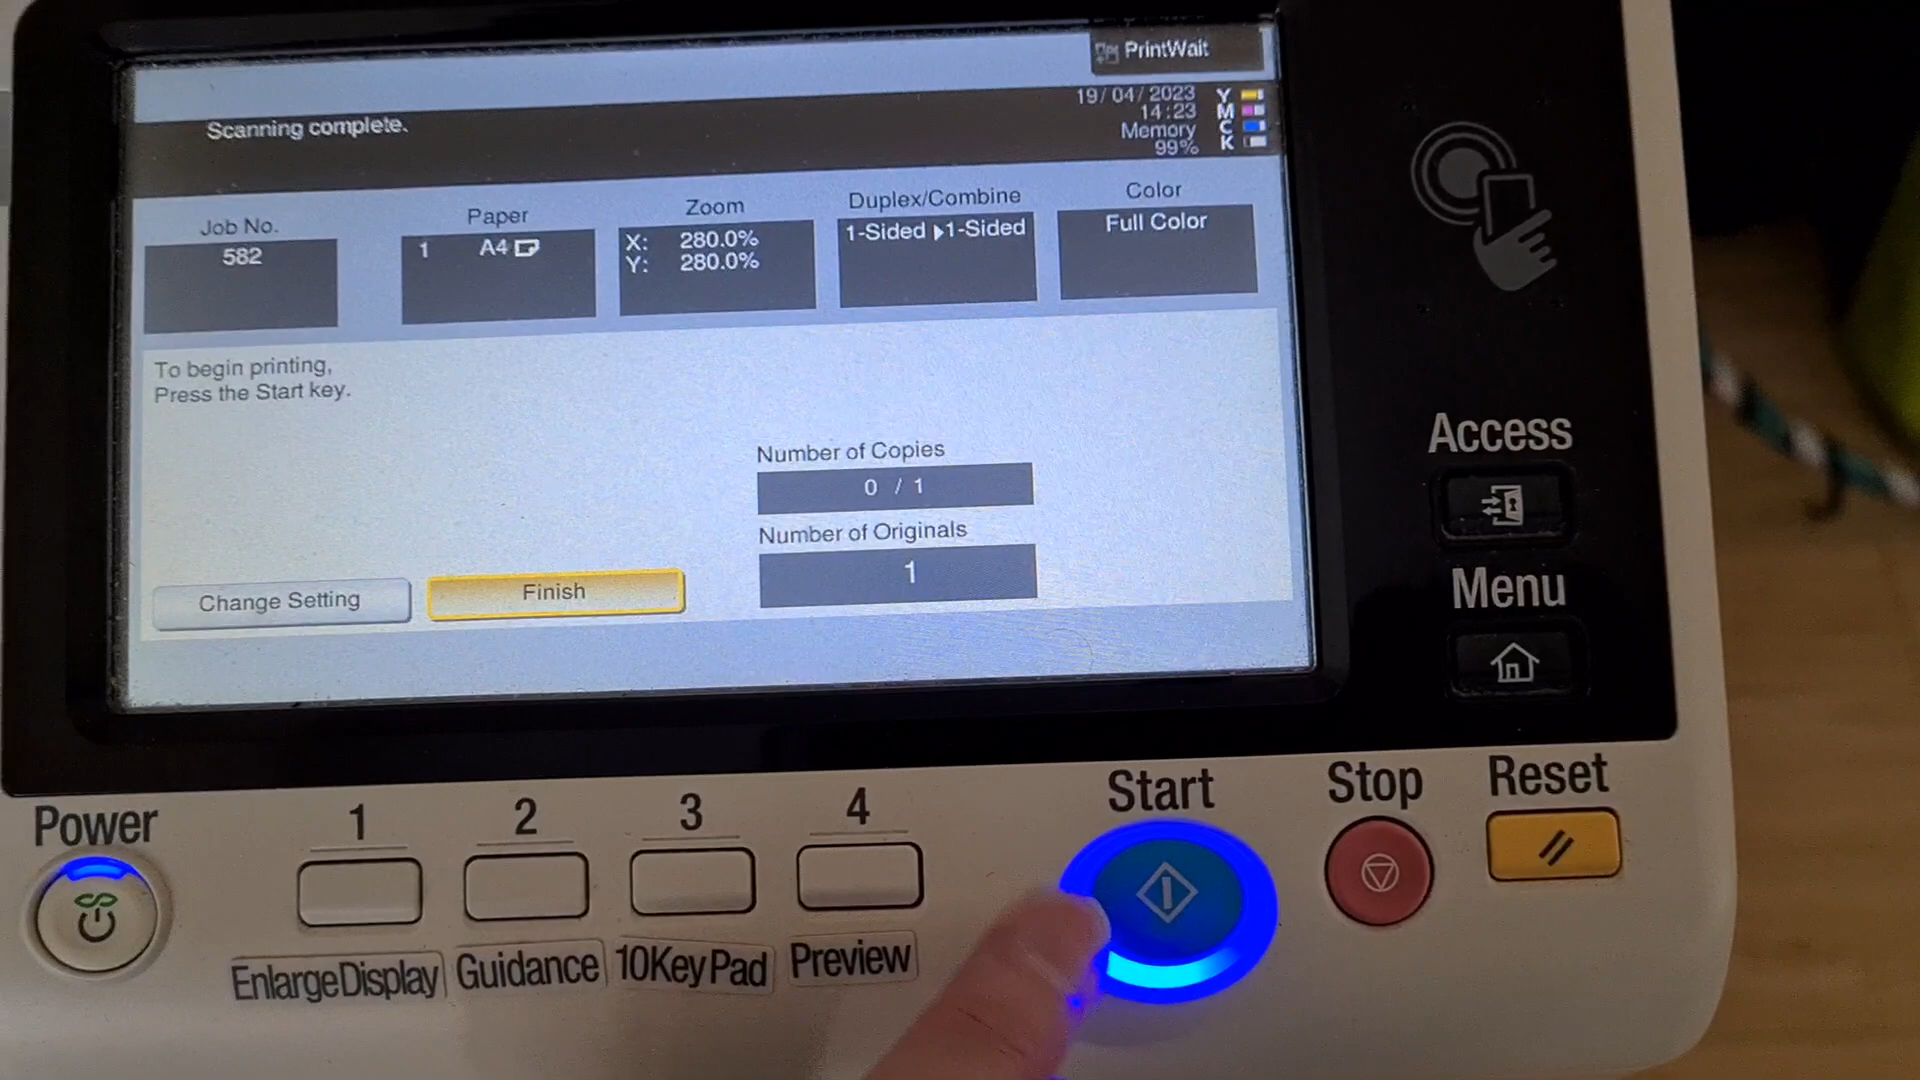 PrintWait
Scanning complete.
19/04/2023
14:23
Memory
99%
Y
M
C
K
Job No.
582
Paper
1 A4
Zoom
X: 280.0%
Y: 280.0%
Duplex/Combine
1-Sided ▶1-Sided
Color
Full Color
To begin printing,
Press the Start key.
Number of Copies
0 / 1
Number of Originals
1
Change Setting
Finish
Access
Menu
Power
1
2
3
4
Start
Stop
Reset
EnlargeDisplay
Guidance
10KeyPad
Preview